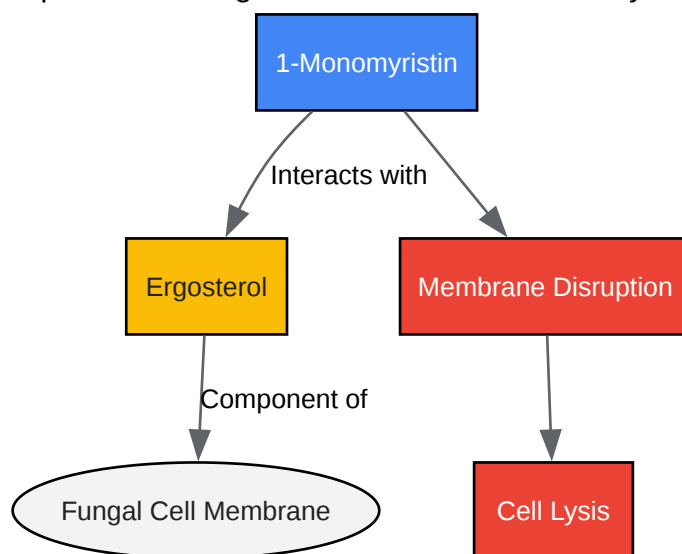 1-Monomyristin
Interacts with
Ergosterol
Membrane Disruption
Component of
Fungal Cell Membrane
Cell Lysis